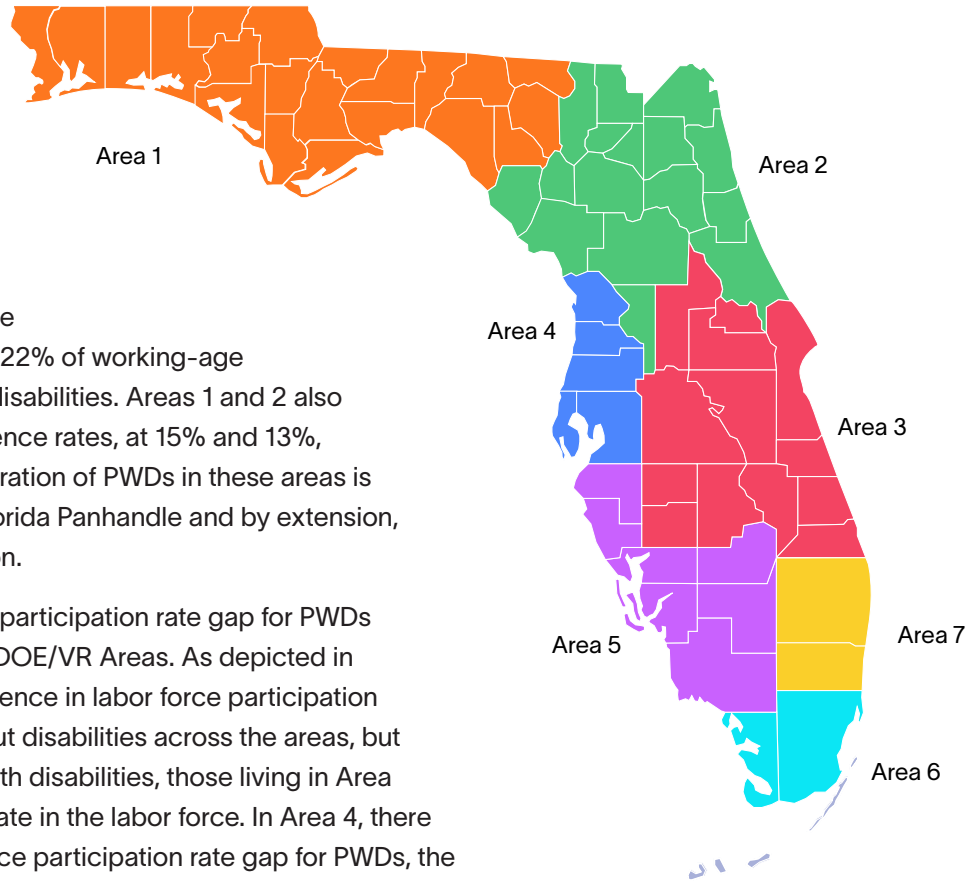 Area 1
Area 2
e
Area 4
22% of working-age
disabilities. Areas 1 and 2 also
ence rates, at 15% and 13%,
Area 3
ration of PWDs in these areas is
orida Panhandle and by extension,
on.
participation rate gap for PWDs
Area 7
Area 5
DOE/VR Areas. As depicted in
ence in labor force participation
ut disabilities across the areas, but
th disabilities, those living in Area
Area 6
ate in the labor force. In Area 4, there
ce participation rate gap for PWDs, the